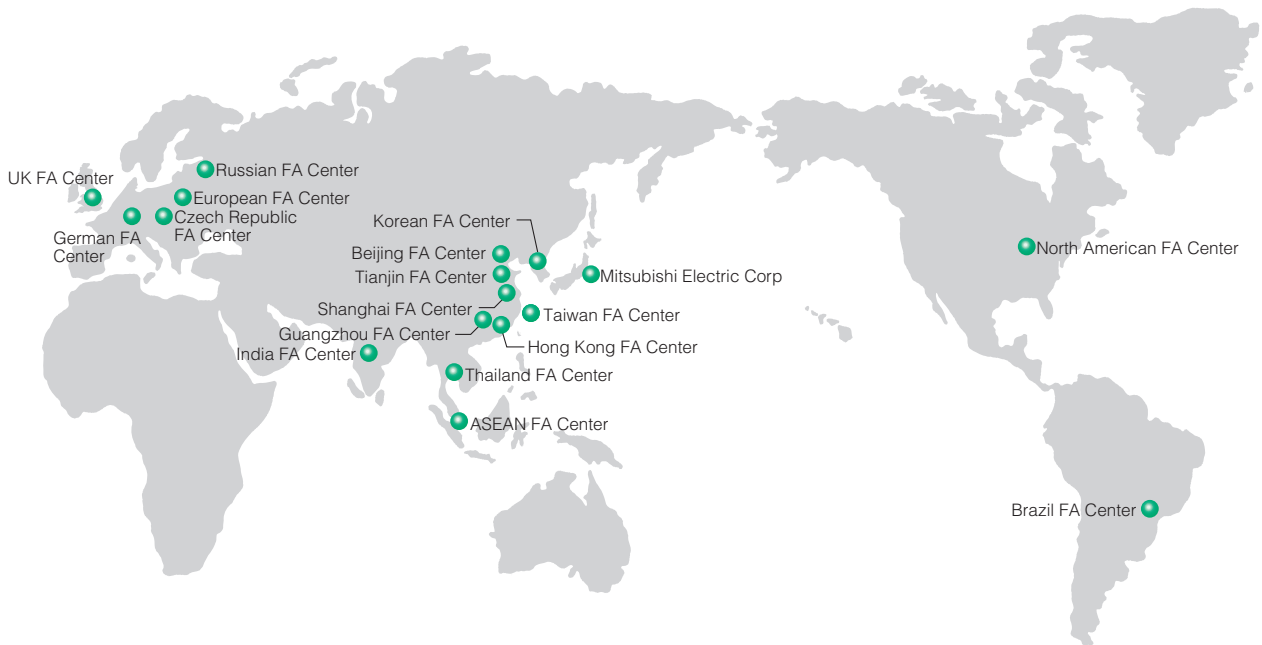 Russian FA Center
UK FA Center
European FA Center
Czech Republic
FA Center
German FA
Center
Korean FA Center
Beijing FA Center
Tianjin FA Center
Mitsubishi Electric Corp
North American FA Center
Shanghai FA Center
Taiwan FA Center
Guangzhou FA Center
Hong Kong FA Center
India FA Center
Thailand FA Center
ASEAN FA Center
Brazil FA Center